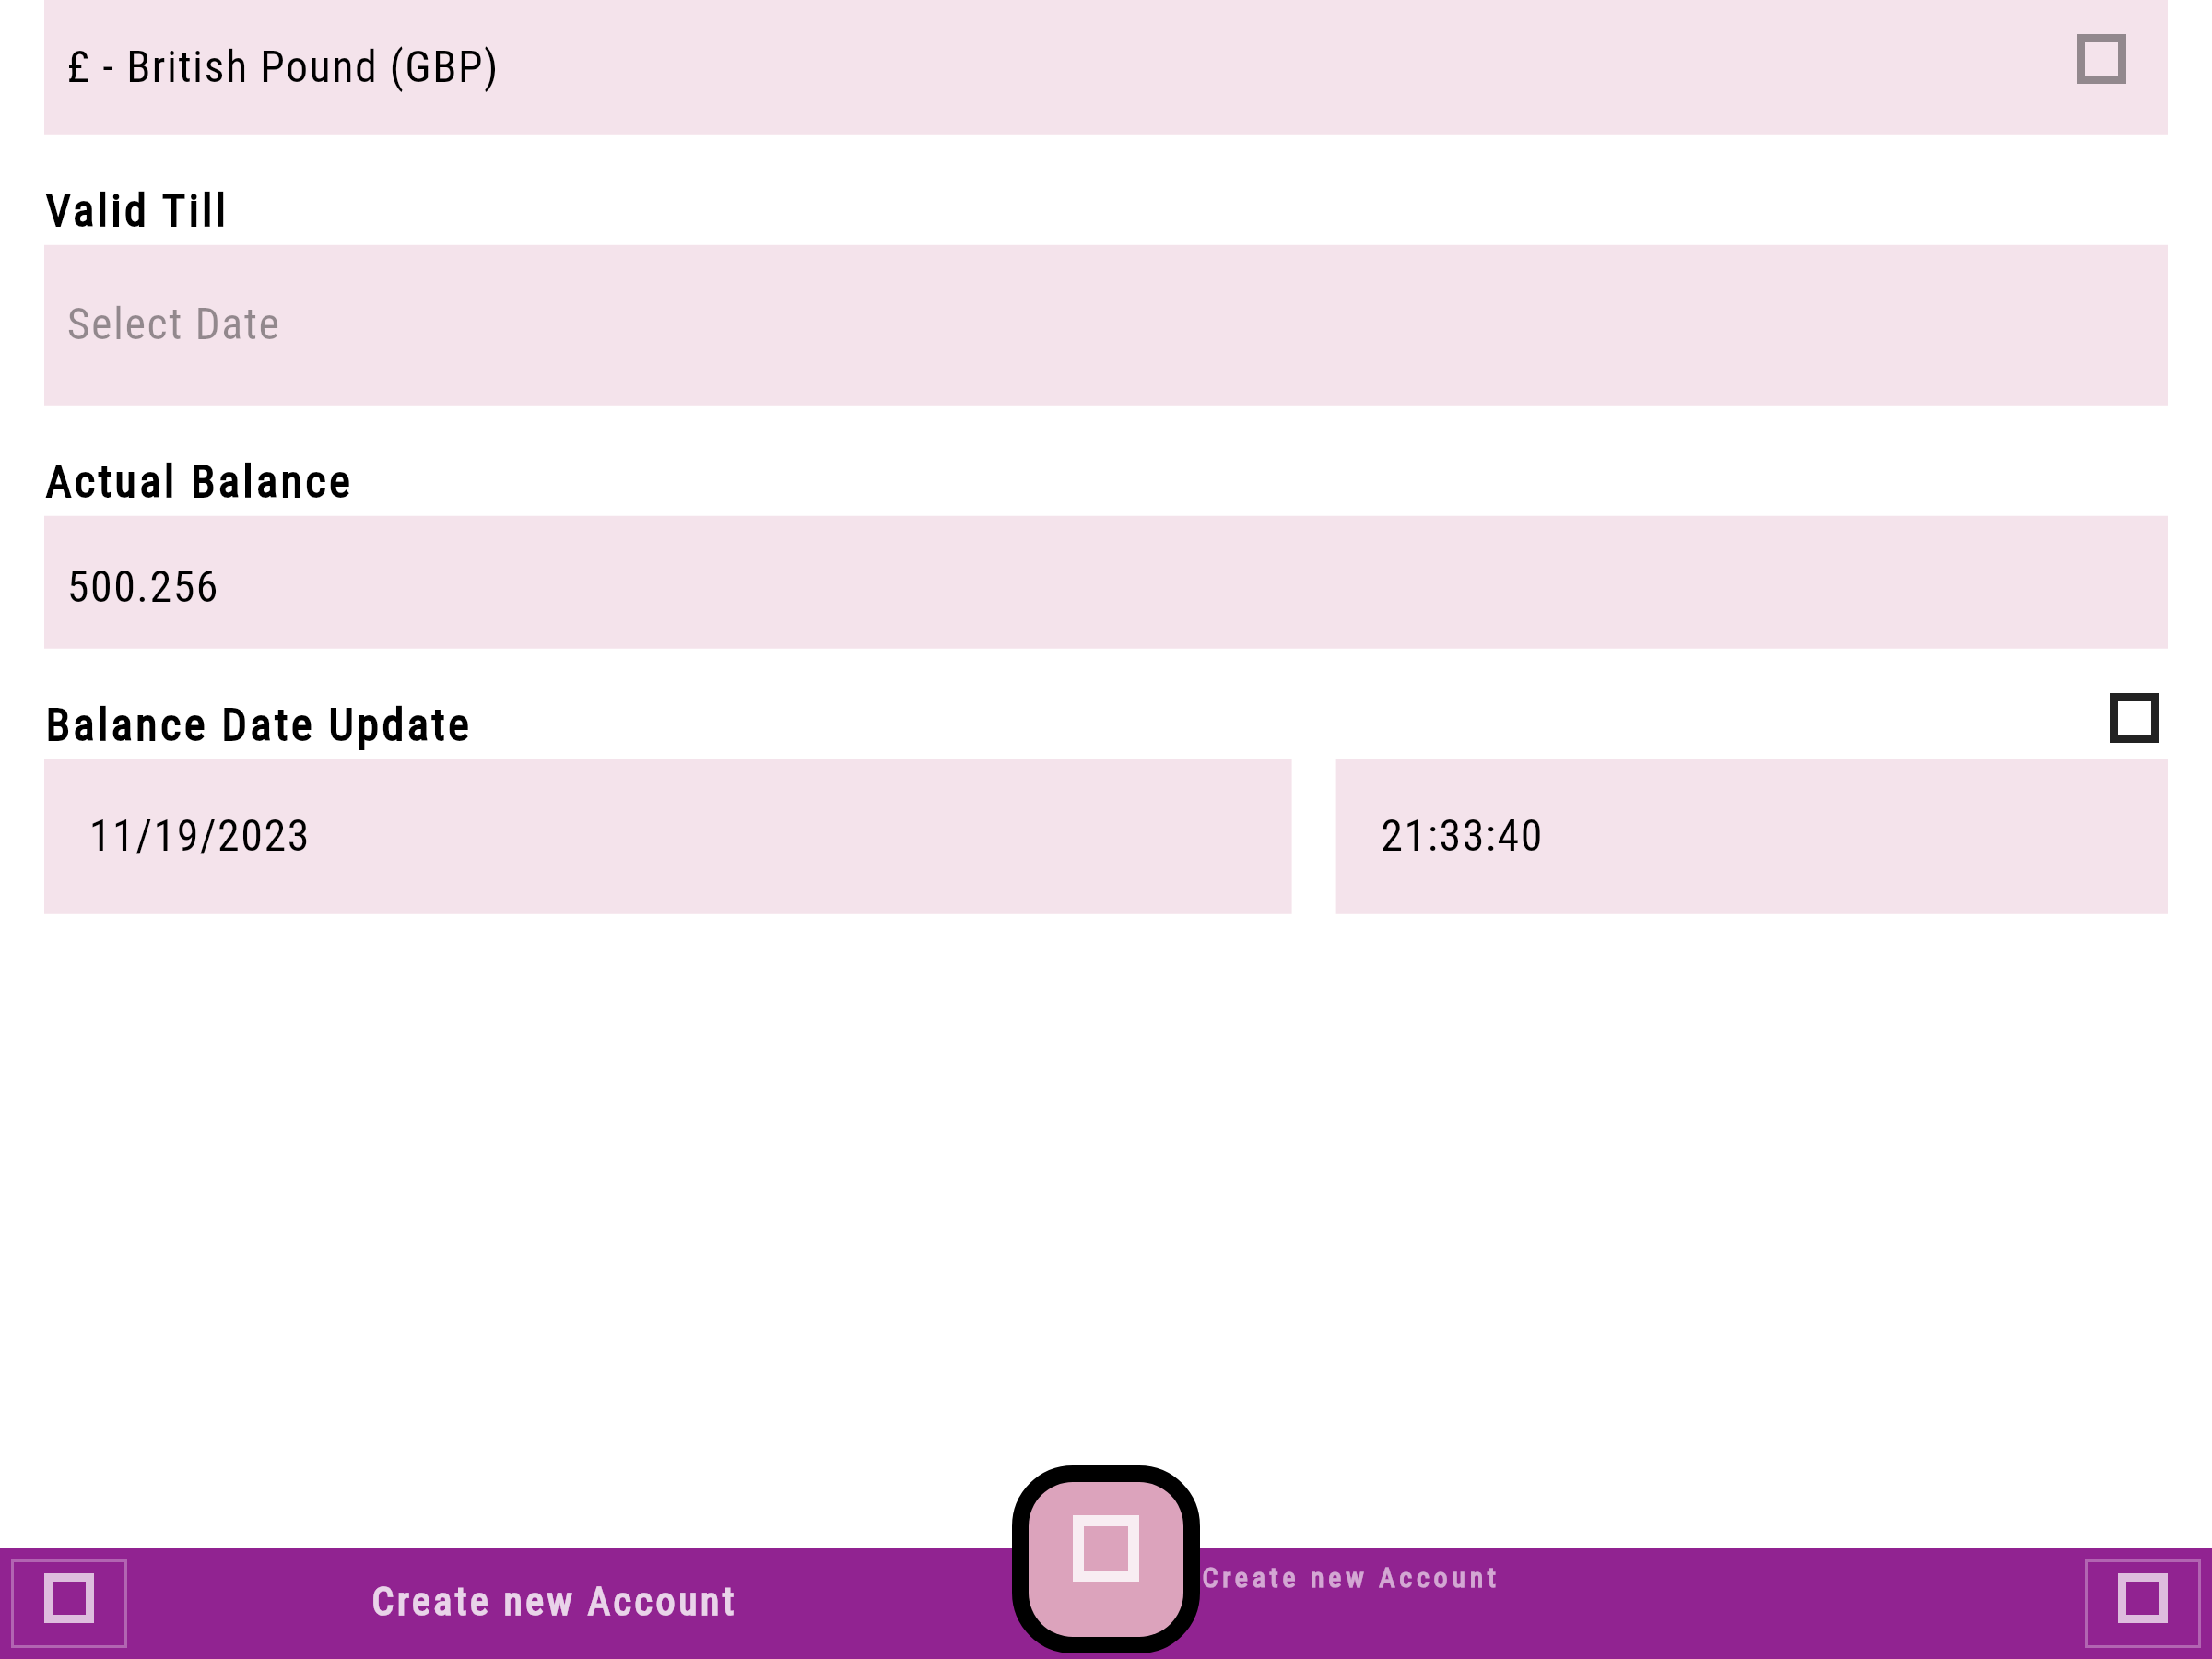 £ - British Pound (GBP)
Valid Till
Select Date
Actual Balance
500.256
Balance Date Update
11/19/2023
21:33:40
Create new Account
Create new Account